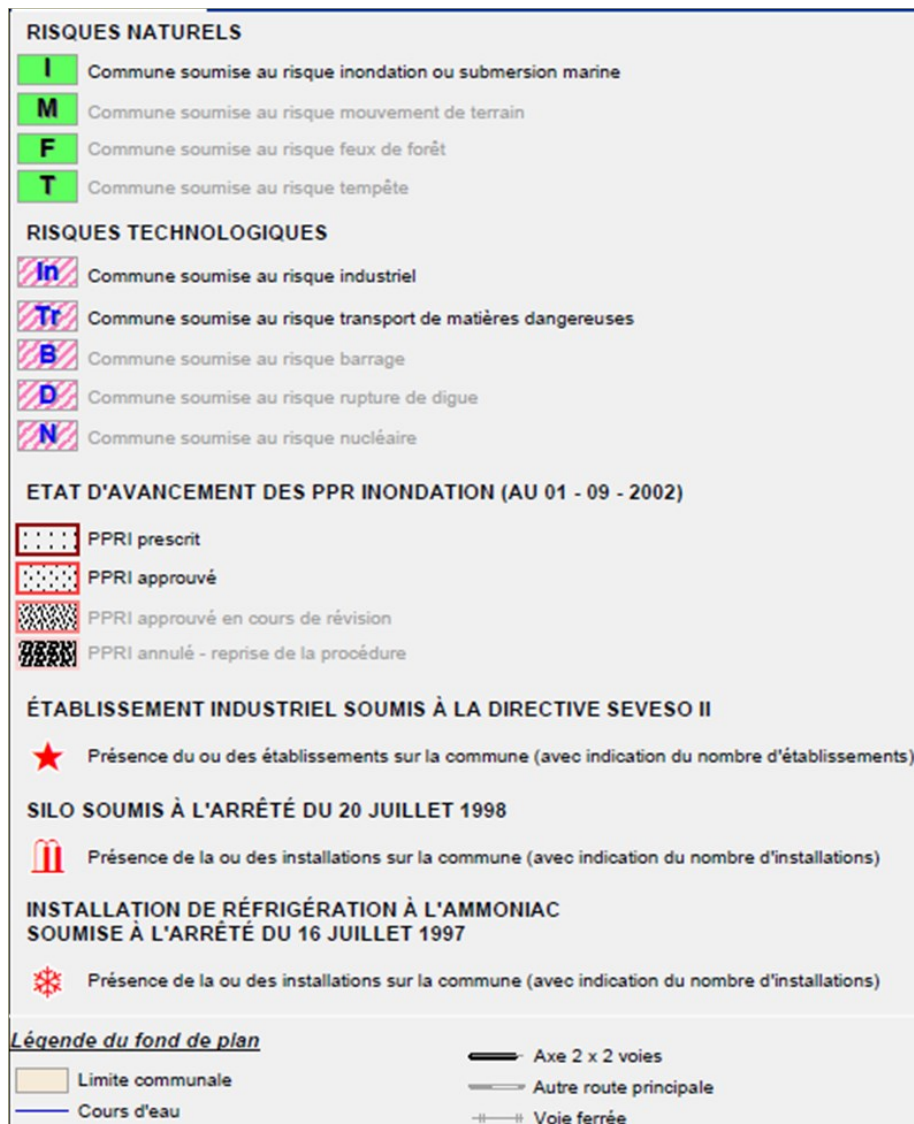 RISQUES NATURELS
I Commune soumise au risque inondation ou submersion marine
M Commune soumise au risque mouvement de terrain
F Commune soumise au risque feux de forêt
T Commune soumise au risque tempête
RISQUES TECHNOLOGIQUES
In Commune soumise au risque industriel
Tr Commune soumise au risque transport de matières dangereuses
B Commune soumise au risque barrage
D Commune soumise au risque rupture de digue
N Commune soumise au risque nucléaire
ETAT D'AVANCEMENT DES PPR INONDATION (AU 01 - 09 - 2002)
PPRI prescrit
PPRI approuvé
PPRI approuvé en cours de révision
PPRI annulé - reprise de la procédure
ÉTABLISSEMENT INDUSTRIEL SOUMIS À LA DIRECTIVE SEVESO II
Présence du ou des établissements sur la commune (avec indication du nombre d'établissements)
SILO SOUMIS À L'ARRÊTÉ DU 20 JUILLET 1998
Présence de la ou des installations sur la commune (avec indication du nombre d'installations)
INSTALLATION DE RÉFRIGÉRATION À L'AMMONIAC
SOUMISE À L'ARRÊTÉ DU 16 JUILLET 1997
Présence de la ou des installations sur la commune (avec indication du nombre d'installations)
Légende du fond de plan
Limite communale
Cours d'eau
Axe 2 x 2 voies
Autre route principale
Voie ferrée